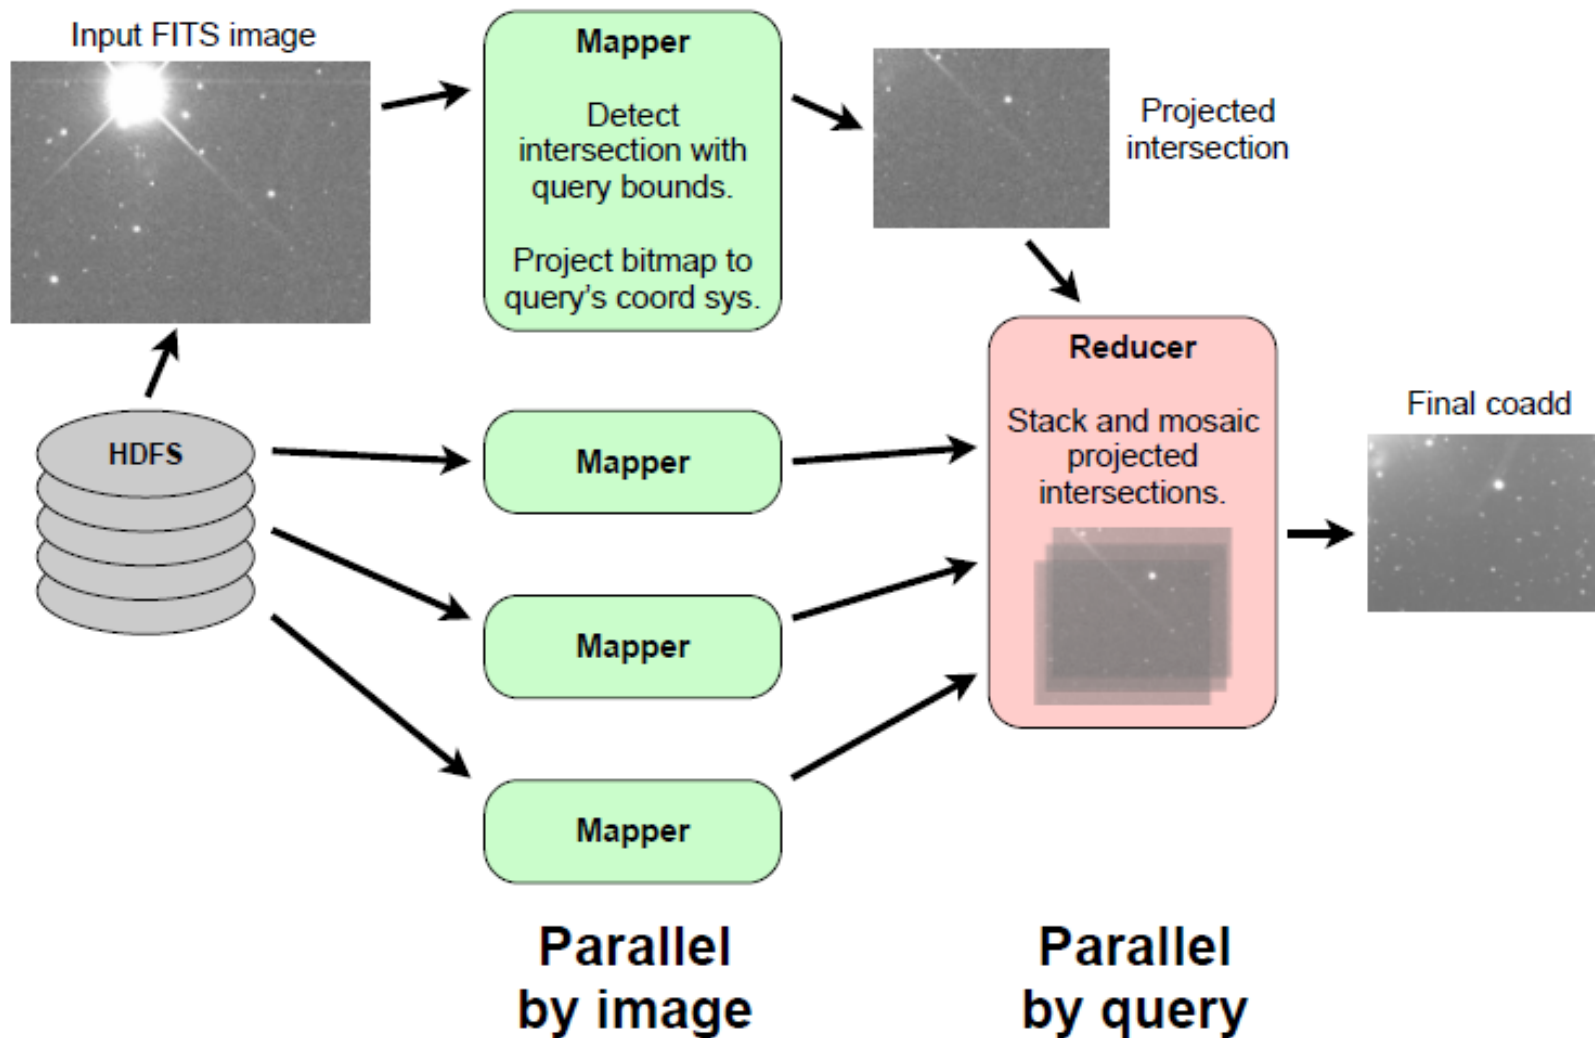 Input FITS image
Mapper
Detect
intersection with
query bounds.
Project bitmap to
query's coord sys.
Projected
intersection
HDFS
Mapper
Mapper
Mapper
Reducer
Stack and mosaic
projected
intersections.
Final coadd
Parallel
by image
Parallel
by query